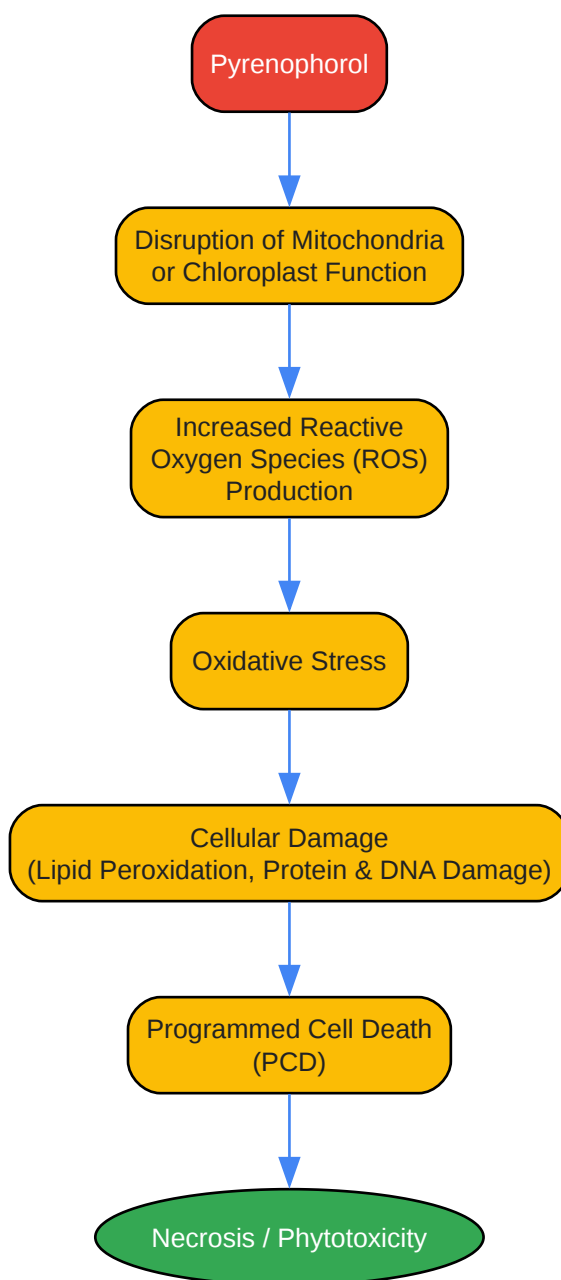 Pyrenophorol
Disruption of Mitochondria
or Chloroplast Function
Increased Reactive
Oxygen Species (ROS)
Production
Oxidative Stress
Cellular Damage
(Lipid Peroxidation, Protein & DNA Damage)
Programmed Cell Death
(PCD)
Necrosis / Phytotoxicity